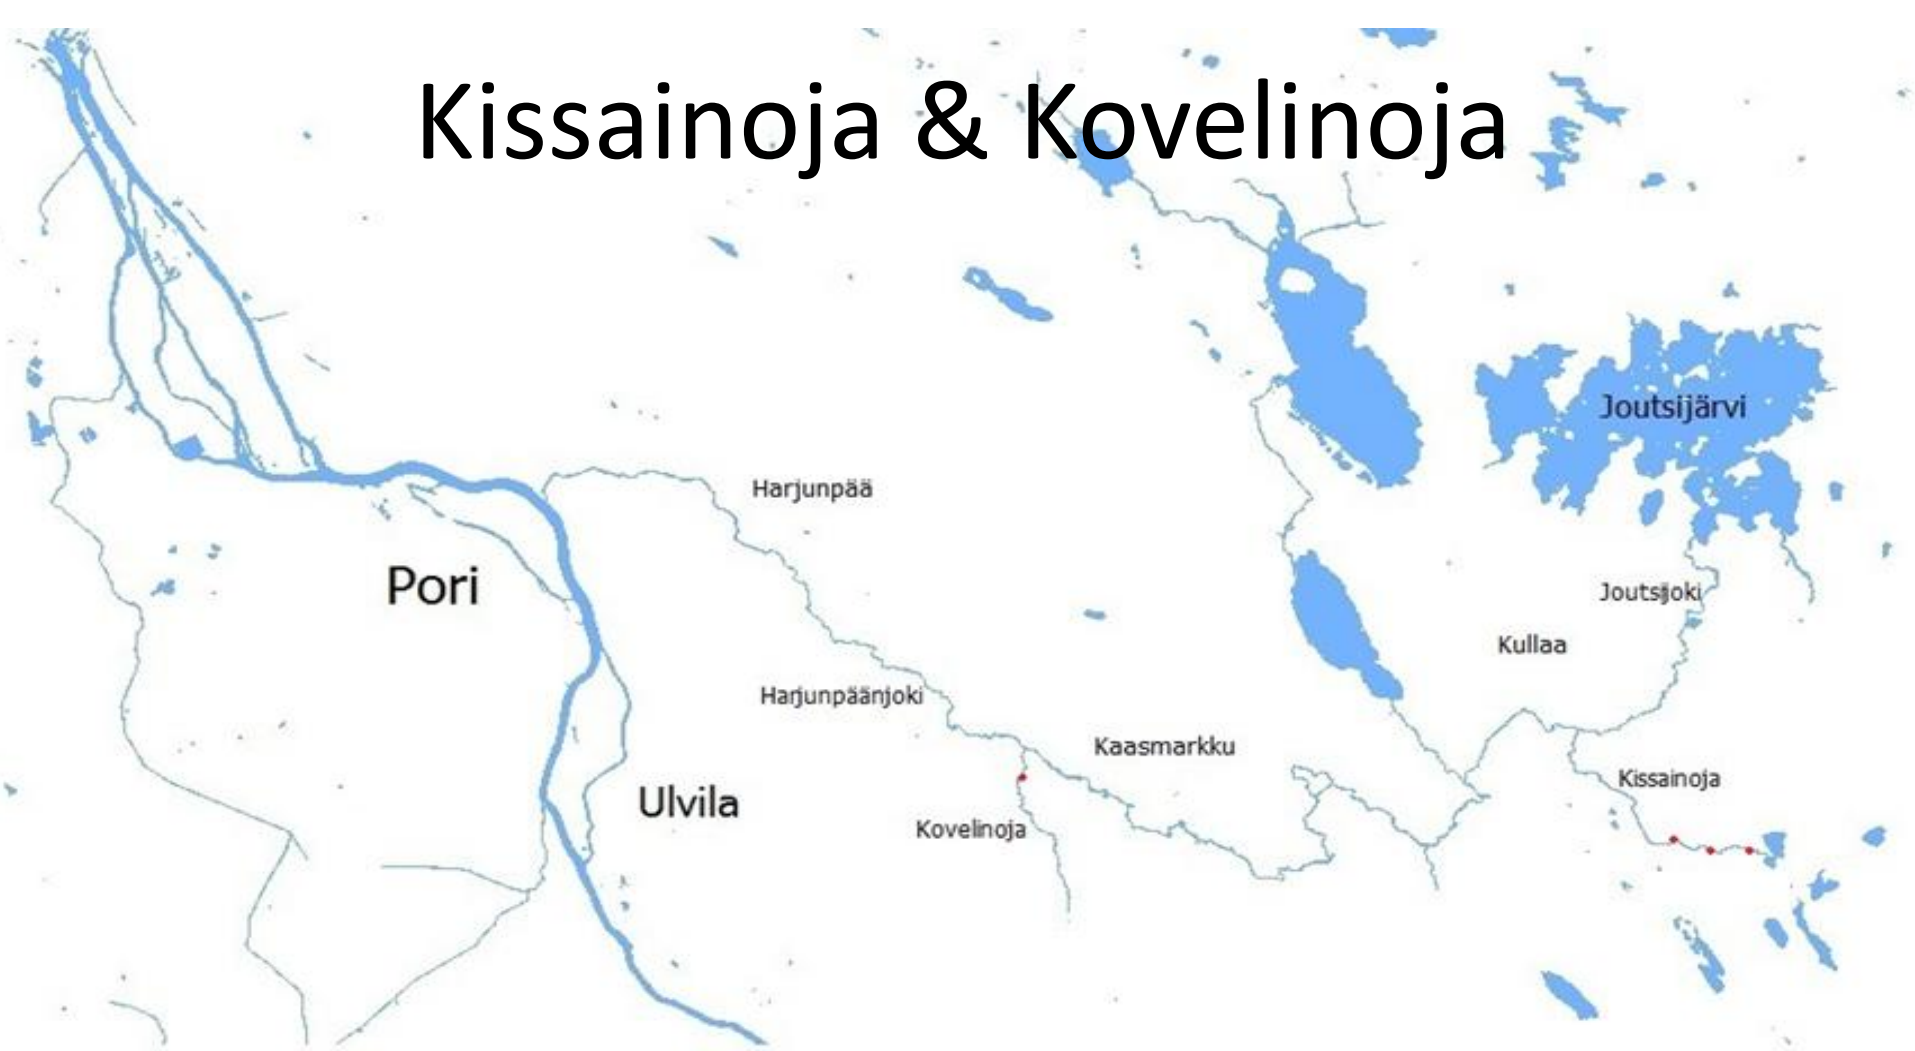 Kissainoja & Kovelinoja
Joutsijärvi
Harjunpää
Pori
Joutsijoki
Kullaa
Harjunpäänjoki
Kaasmarkku
Kissainoja
Ulvila
Kovelinoja